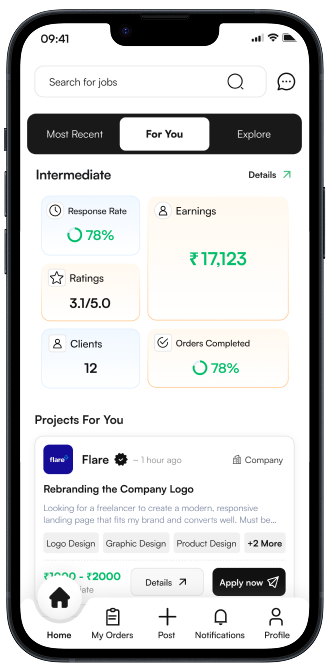 09:41
Search for jobs
Most Recent For You Explore
Intermediate Details
Response Rate
78%
Earnings
₹17,123
Ratings
3.1/5.0
Clients
12
Orders Completed
78%
Projects For You
flare
Flare ~ 1 hour ago Company
Rebranding the Company Logo
Looking for a freelancer to create a modern, responsive
landing page that fits my brand and converts well. Must be...
Logo Design Graphic Design Product Design +2 More
₹1000 - ₹2000
Details Apply now
Home My Orders Post Notifications Profile